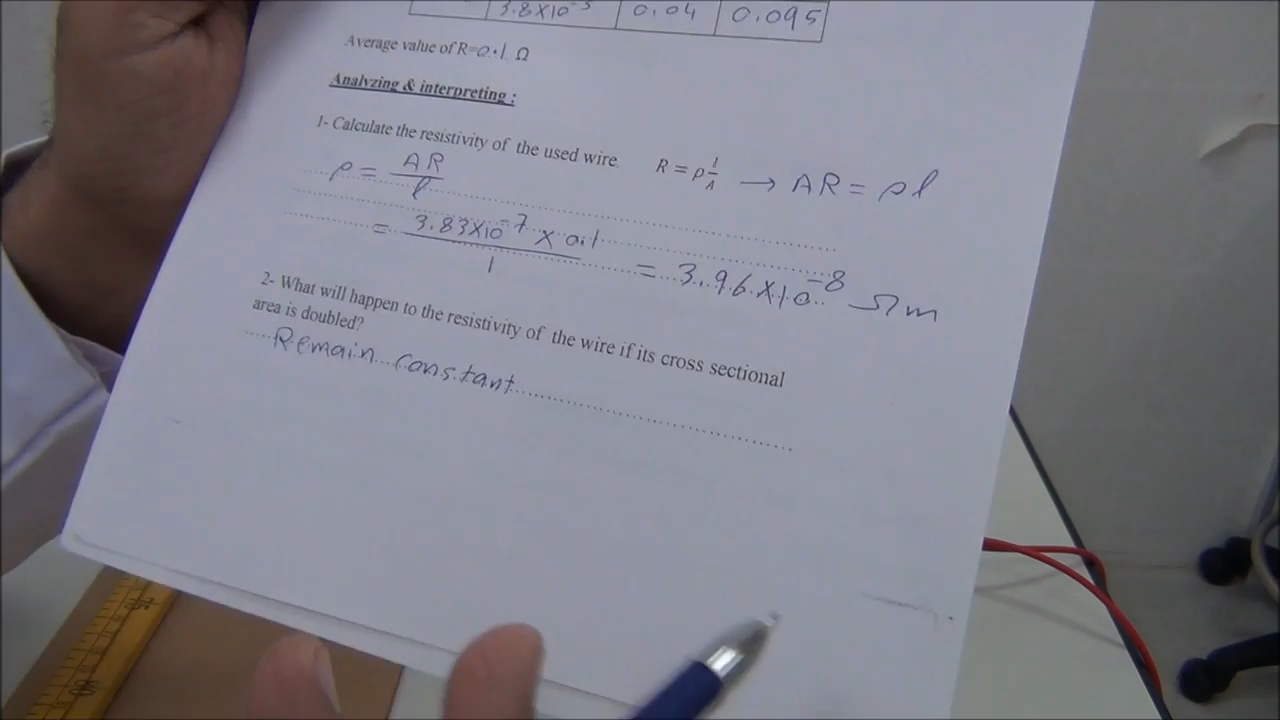 3.8X10⁻³ 0.04 0.095
Average value of R=0.1 Ω
Analyzing & interpreting :
1- Calculate the resistivity of the used wire. R = ρ l/A → AR = ρl
ρ = AR/l
= 3.83X10⁻⁷ X 0.1 / 1 = 3.96X10⁻⁸ Ωm
2- What will happen to the resistivity of the wire if its cross sectional
area is doubled?
Remain constant